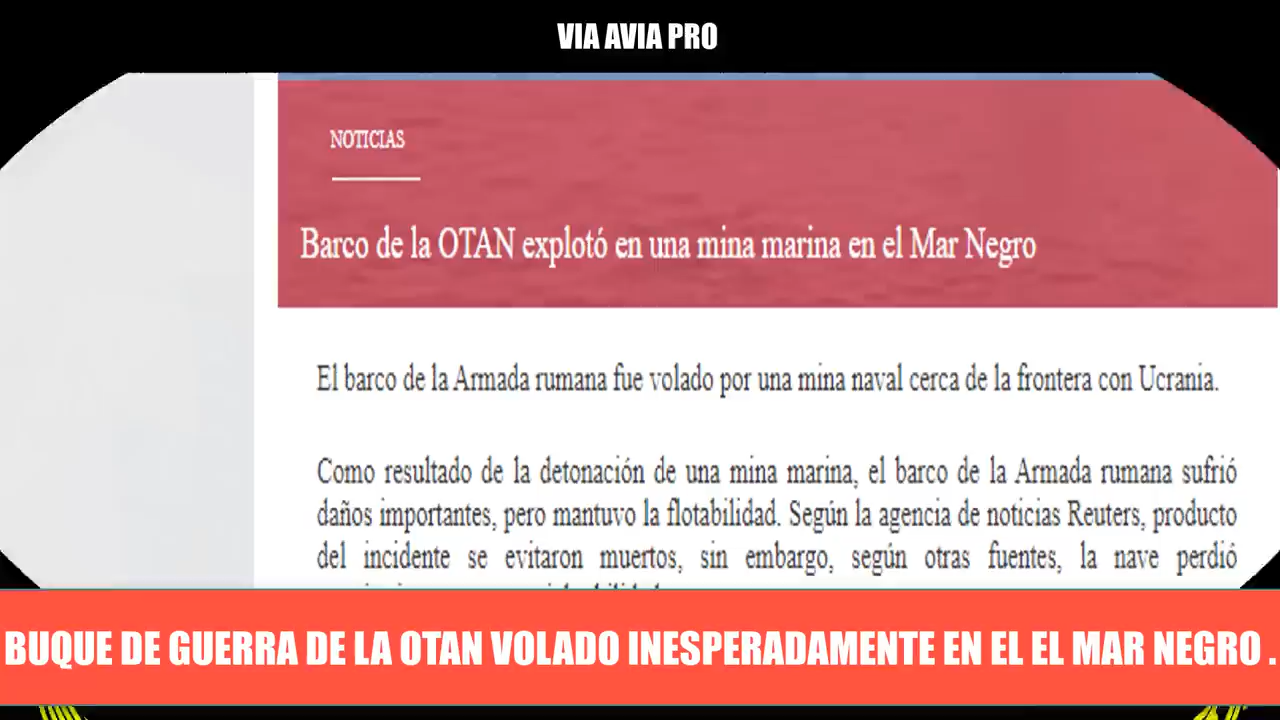 VIA AVIA PRO
NOTICIAS
Barco de la OTAN explotó en una mina marina en el Mar Negro
El barco de la Armada rumana fue volado por una mina naval cerca de la frontera con Ucrania.
Como resultado de la detonación de una mina marina, el barco de la Armada rumana sufrió
daños importantes, pero mantuvo la flotabilidad. Según la agencia de noticias Reuters, producto
del incidente se evitaron muertos, sin embargo, según otras fuentes, la nave perdió
BUQUE DE GUERRA DE LA OTAN VOLADO INESPERADAMENTE EN EL EL MAR NEGRO .